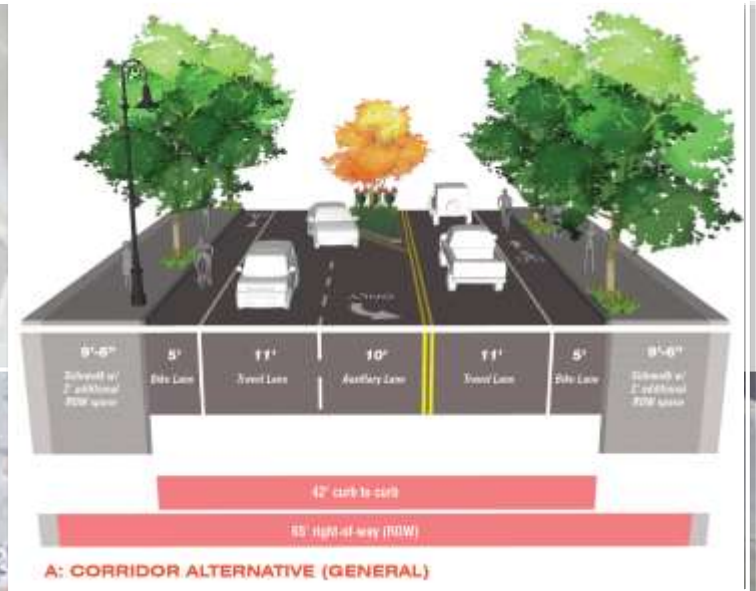 9'-6"
5'
11'
10'
11'
5'
9'-6"
Sidewalk w/
2' additional
ROW space
Bike Lane
Travel Lane
Auxiliary Lane
Travel Lane
Bike Lane
Sidewalk w/
2' additional
ROW space
42' curb to curb
65' right-of-way (ROW)
A: CORRIDOR ALTERNATIVE (GENERAL)